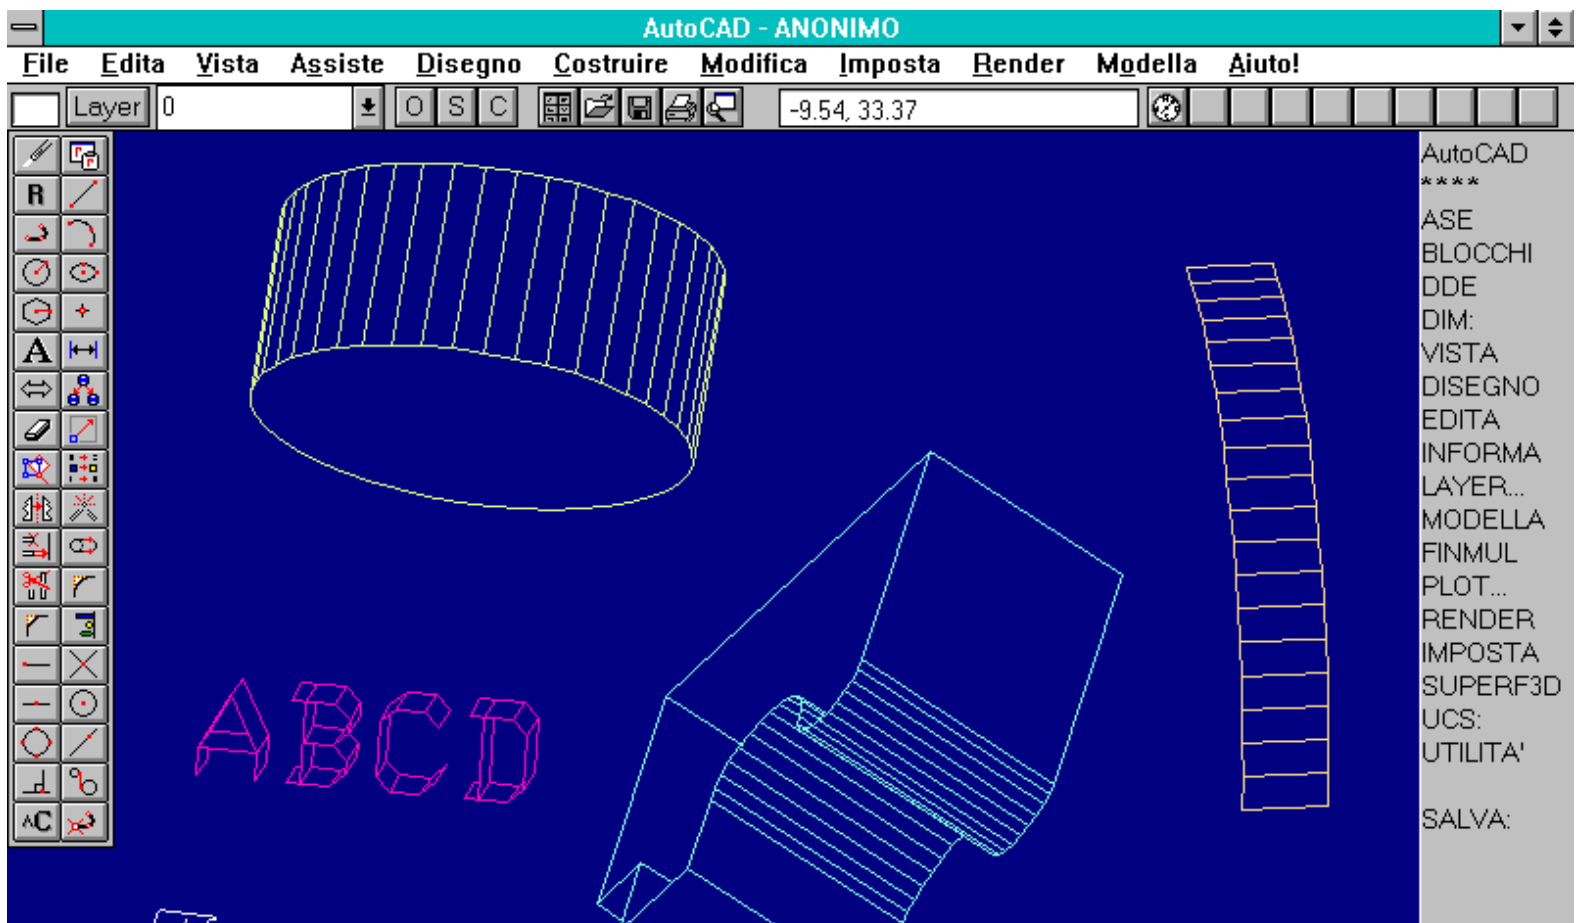 AutoCAD - ANONIMO
File Edita Vista Assiste Disegno Costruire Modifica Imposta Render Modella Aiuto!
Layer 0 O S C -9.54, 33.37
AutoCAD
* * * *
ASE
BLOCCHI
DDE
DIM:
VISTA
DISEGNO
EDITA
INFORMA
LAYER...
MODELLA
FINMUL
PLOT...
RENDER
IMPOSTA
SUPERF3D
UCS:
UTILITA'
SALVA:
R
A
^C
ABCD